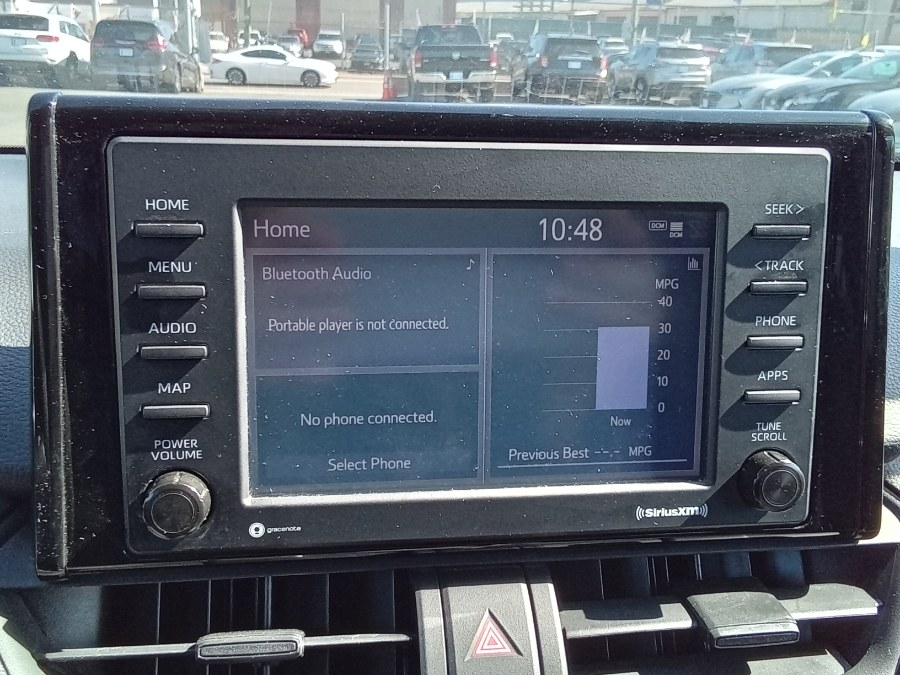 HOME
MENU
AUDIO
MAP
POWER
VOLUME
gracenote
Home
10:48
DCM
DCM
Bluetooth Audio
Portable player is not connected.
No phone connected.
Select Phone
MPG
40
30
20
10
0
Now
Previous Best --.- MPG
SEEK >
< TRACK
PHONE
APPS
TUNE
SCROLL
((SiriusXM))